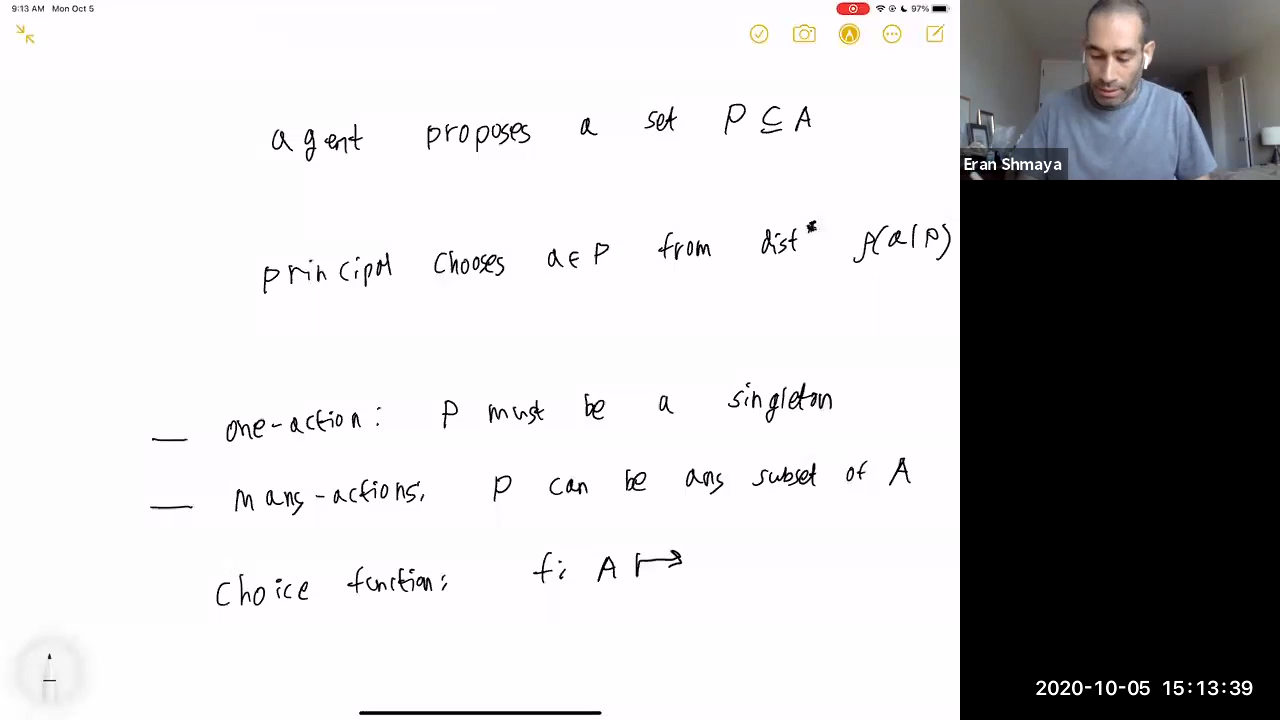 9:13 AM Mon Oct 5
97%
agent proposes a set P ⊆ A
principal chooses a ∈ P from dist* ρ(a|P)
— one-action: P must be a singleton
— Many-actions: P can be any subset of A
Choice function: f: A ↦
Eran Shmaya
2020-10-05 15:13:39